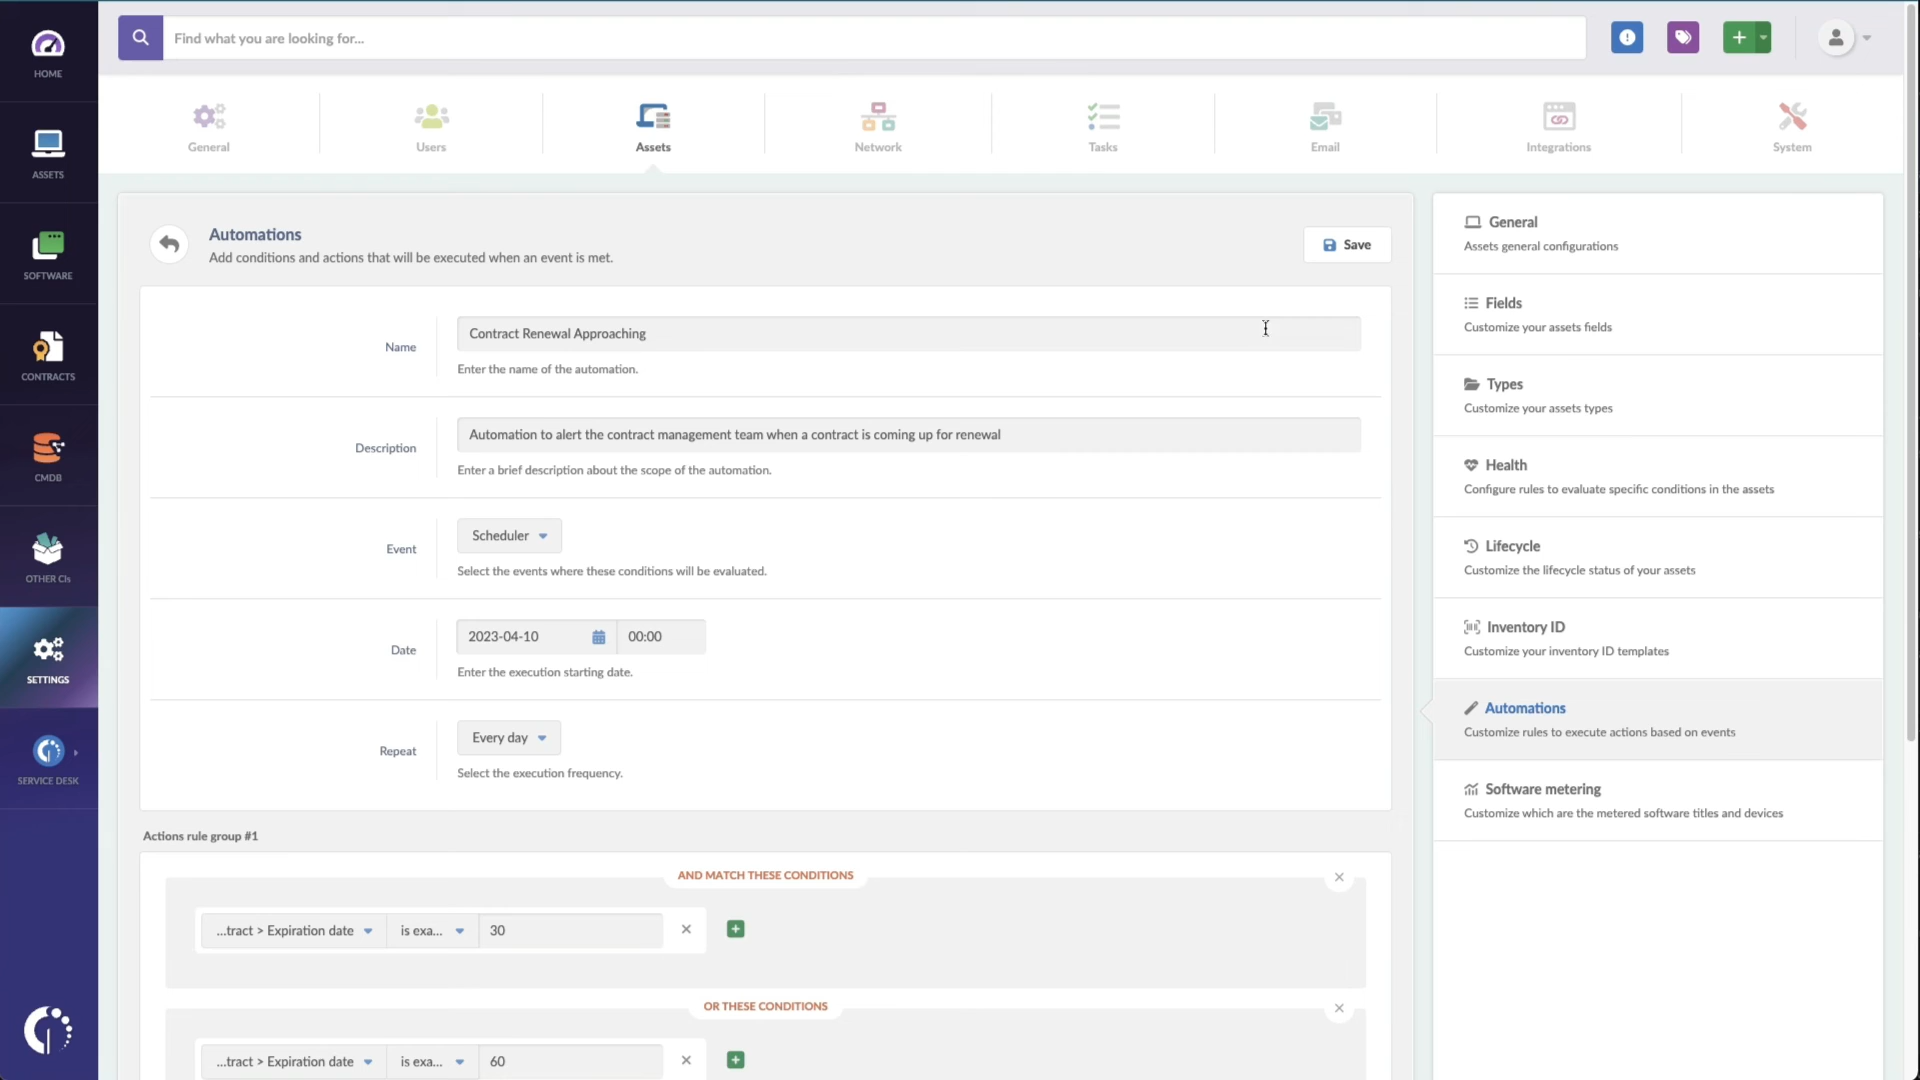 Find what you are looking for...
HOME
ASSETS
SOFTWARE
CONTRACTS
CMDB
OTHER CIs
SETTINGS
SERVICE DESK
General
Users
Assets
Network
Tasks
Email
Integrations
System
Automations
Add conditions and actions that will be executed when an event is met.
Save
Name
Contract Renewal Approaching
Enter the name of the automation.
Description
Automation to alert the contract management team when a contract is coming up for renewal
Enter a brief description about the scope of the automation.
Event
Scheduler
Select the events where these conditions will be evaluated.
Date
2023-04-10
00:00
Enter the execution starting date.
Repeat
Every day
Select the execution frequency.
Actions rule group #1
AND MATCH THESE CONDITIONS
...tract > Expiration date
is exa...
30
OR THESE CONDITIONS
...tract > Expiration date
is exa...
60
General
Assets general configurations
Fields
Customize your assets fields
Types
Customize your assets types
Health
Configure rules to evaluate specific conditions in the assets
Lifecycle
Customize the lifecycle status of your assets
Inventory ID
Customize your inventory ID templates
Automations
Customize rules to execute actions based on events
Software metering
Customize which are the metered software titles and devices